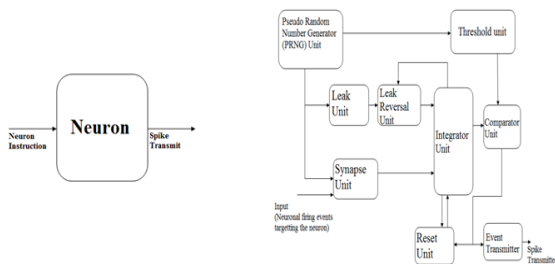 Neuron
Instruction
Neuron
Spike
Transmit
Pseudo Random
Number Generator
(PRNG) Unit
Threshold unit
Leak
Unit
Leak
Reversal
Unit
Integrator
Unit
Comparator
Unit
Synapse
Unit
Input
(Neuronal firing events
targetting the neuron)
Reset
Unit
Event
Transmitter
Spike
Transmitte